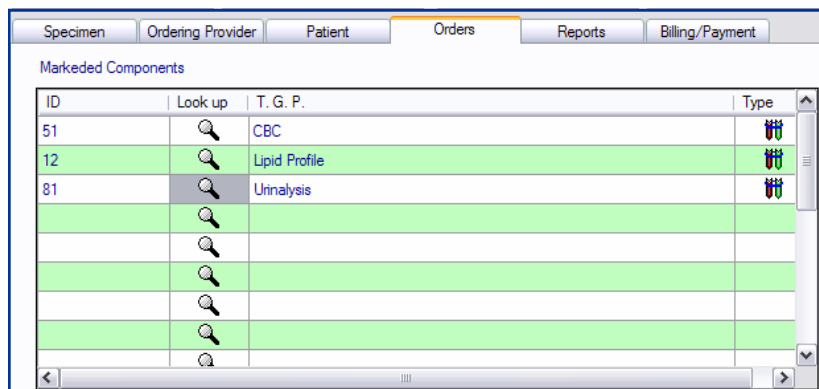 Specimen Ordering Provider Patient Orders Reports Billing/Payment
Markeded Components
ID Look up T. G. P. Type
51 CBC
12 Lipid Profile
81 Urinalysis